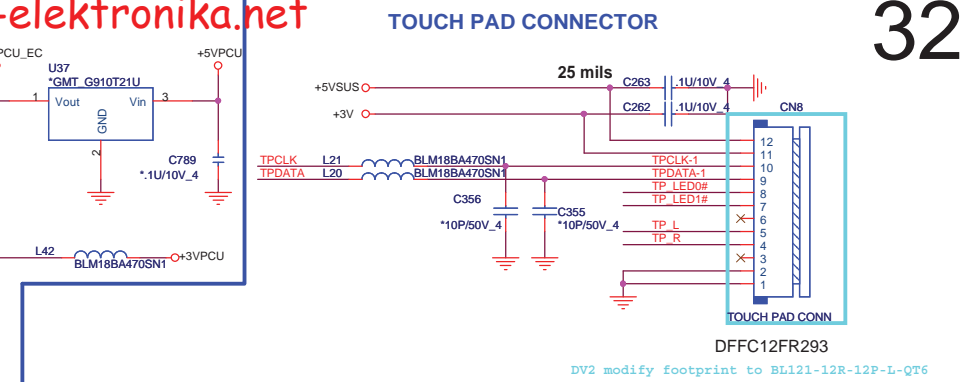 -elektronika.net
TOUCH PAD CONNECTOR
32
PCU_EC
+5VPCU
U37
*GMT_G910T21U
1
Vout
Vin
3
GND
2
C789
*.1U/10V_4
25 mils
+5VSUS
C263
.1U/10V_4
+3V
C262
.1U/10V_4
CN8
TPCLK
L21
BLM18BA470SN1
TPCLK-1
TPDATA
L20
BLM18BA470SN1
TPDATA-1
TP_LED0#
TP_LED1#
C356
*10P/50V_4
C355
*10P/50V_4
TP_L
TP_R
12
11
10
9
8
7
6
5
4
3
2
1
L42
BLM18BA470SN1
+3VPCU
TOUCH PAD CONN
DFFC12FR293
DV2 modify footprint to BL121-12R-12P-L-QT6